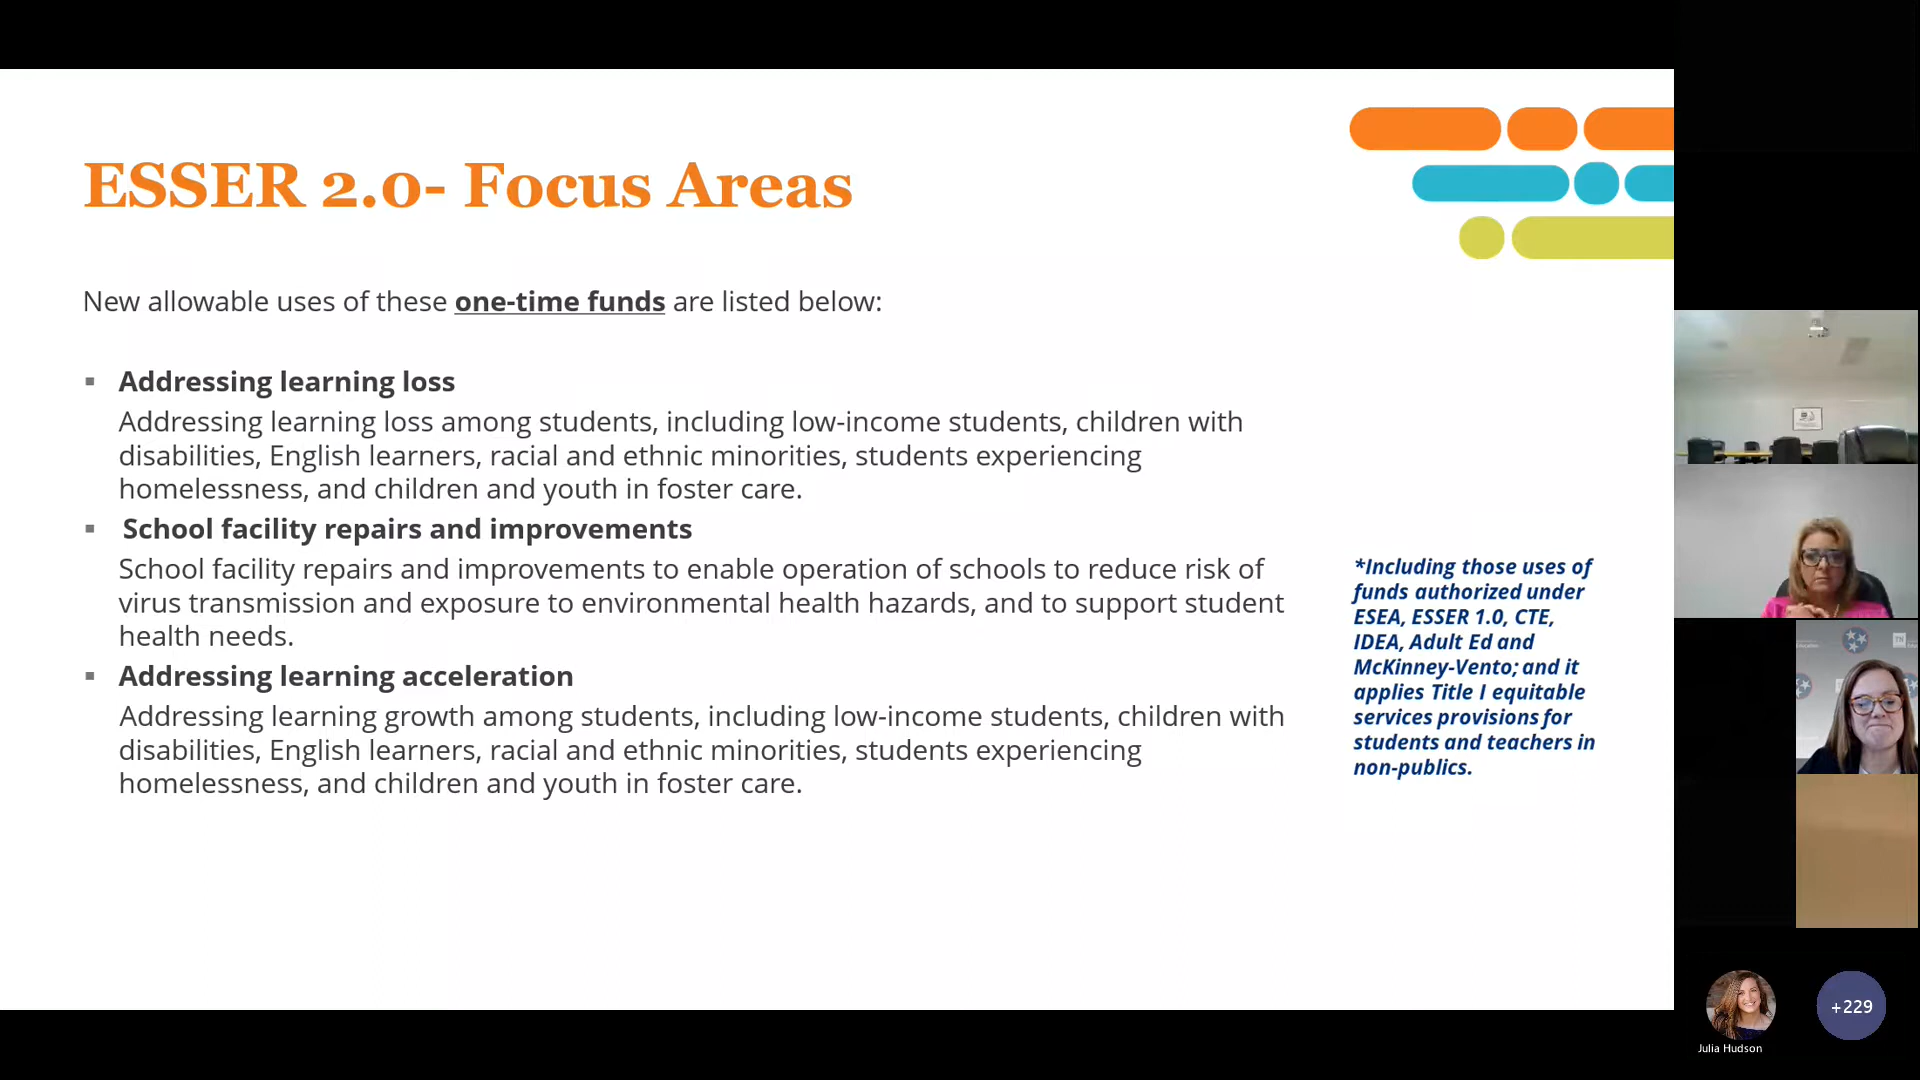 ESSER 2.0- Focus Areas
New allowable uses of these one-time funds are listed below:
▪ Addressing learning loss
Addressing learning loss among students, including low-income students, children with
disabilities, English learners, racial and ethnic minorities, students experiencing
homelessness, and children and youth in foster care.
▪ School facility repairs and improvements
School facility repairs and improvements to enable operation of schools to reduce risk of
virus transmission and exposure to environmental health hazards, and to support student
health needs.
▪ Addressing learning acceleration
Addressing learning growth among students, including low-income students, children with
disabilities, English learners, racial and ethnic minorities, students experiencing
homelessness, and children and youth in foster care.
*Including those uses of
funds authorized under
ESEA, ESSER 1.0, CTE,
IDEA, Adult Ed and
McKinney-Vento; and it
applies Title I equitable
services provisions for
students and teachers in
non-publics.
TN
Julia Hudson
+229